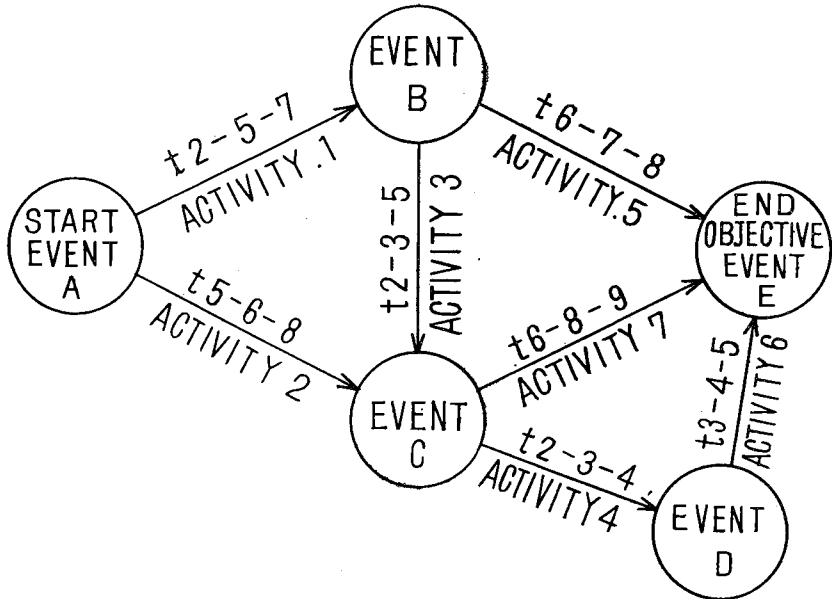 EVENT
B
t2-5-7
ACTIVITY.1
t6-7-8
ACTIVITY.5
START
EVENT
A
t2-3-5
ACTIVITY 3
END
OBJECTIVE
EVENT
E
t5-6-8
ACTIVITY 2
t6-8-9
ACTIVITY 7
t3-4-5
ACTIVITY 6
EVENT
C
t2-3-4
ACTIVITY 4
EVENT
D